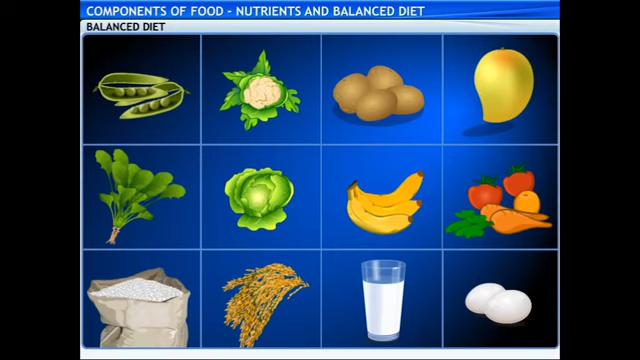 COMPONENTS OF FOOD - NUTRIENTS AND BALANCED DIET
BALANCED DIET